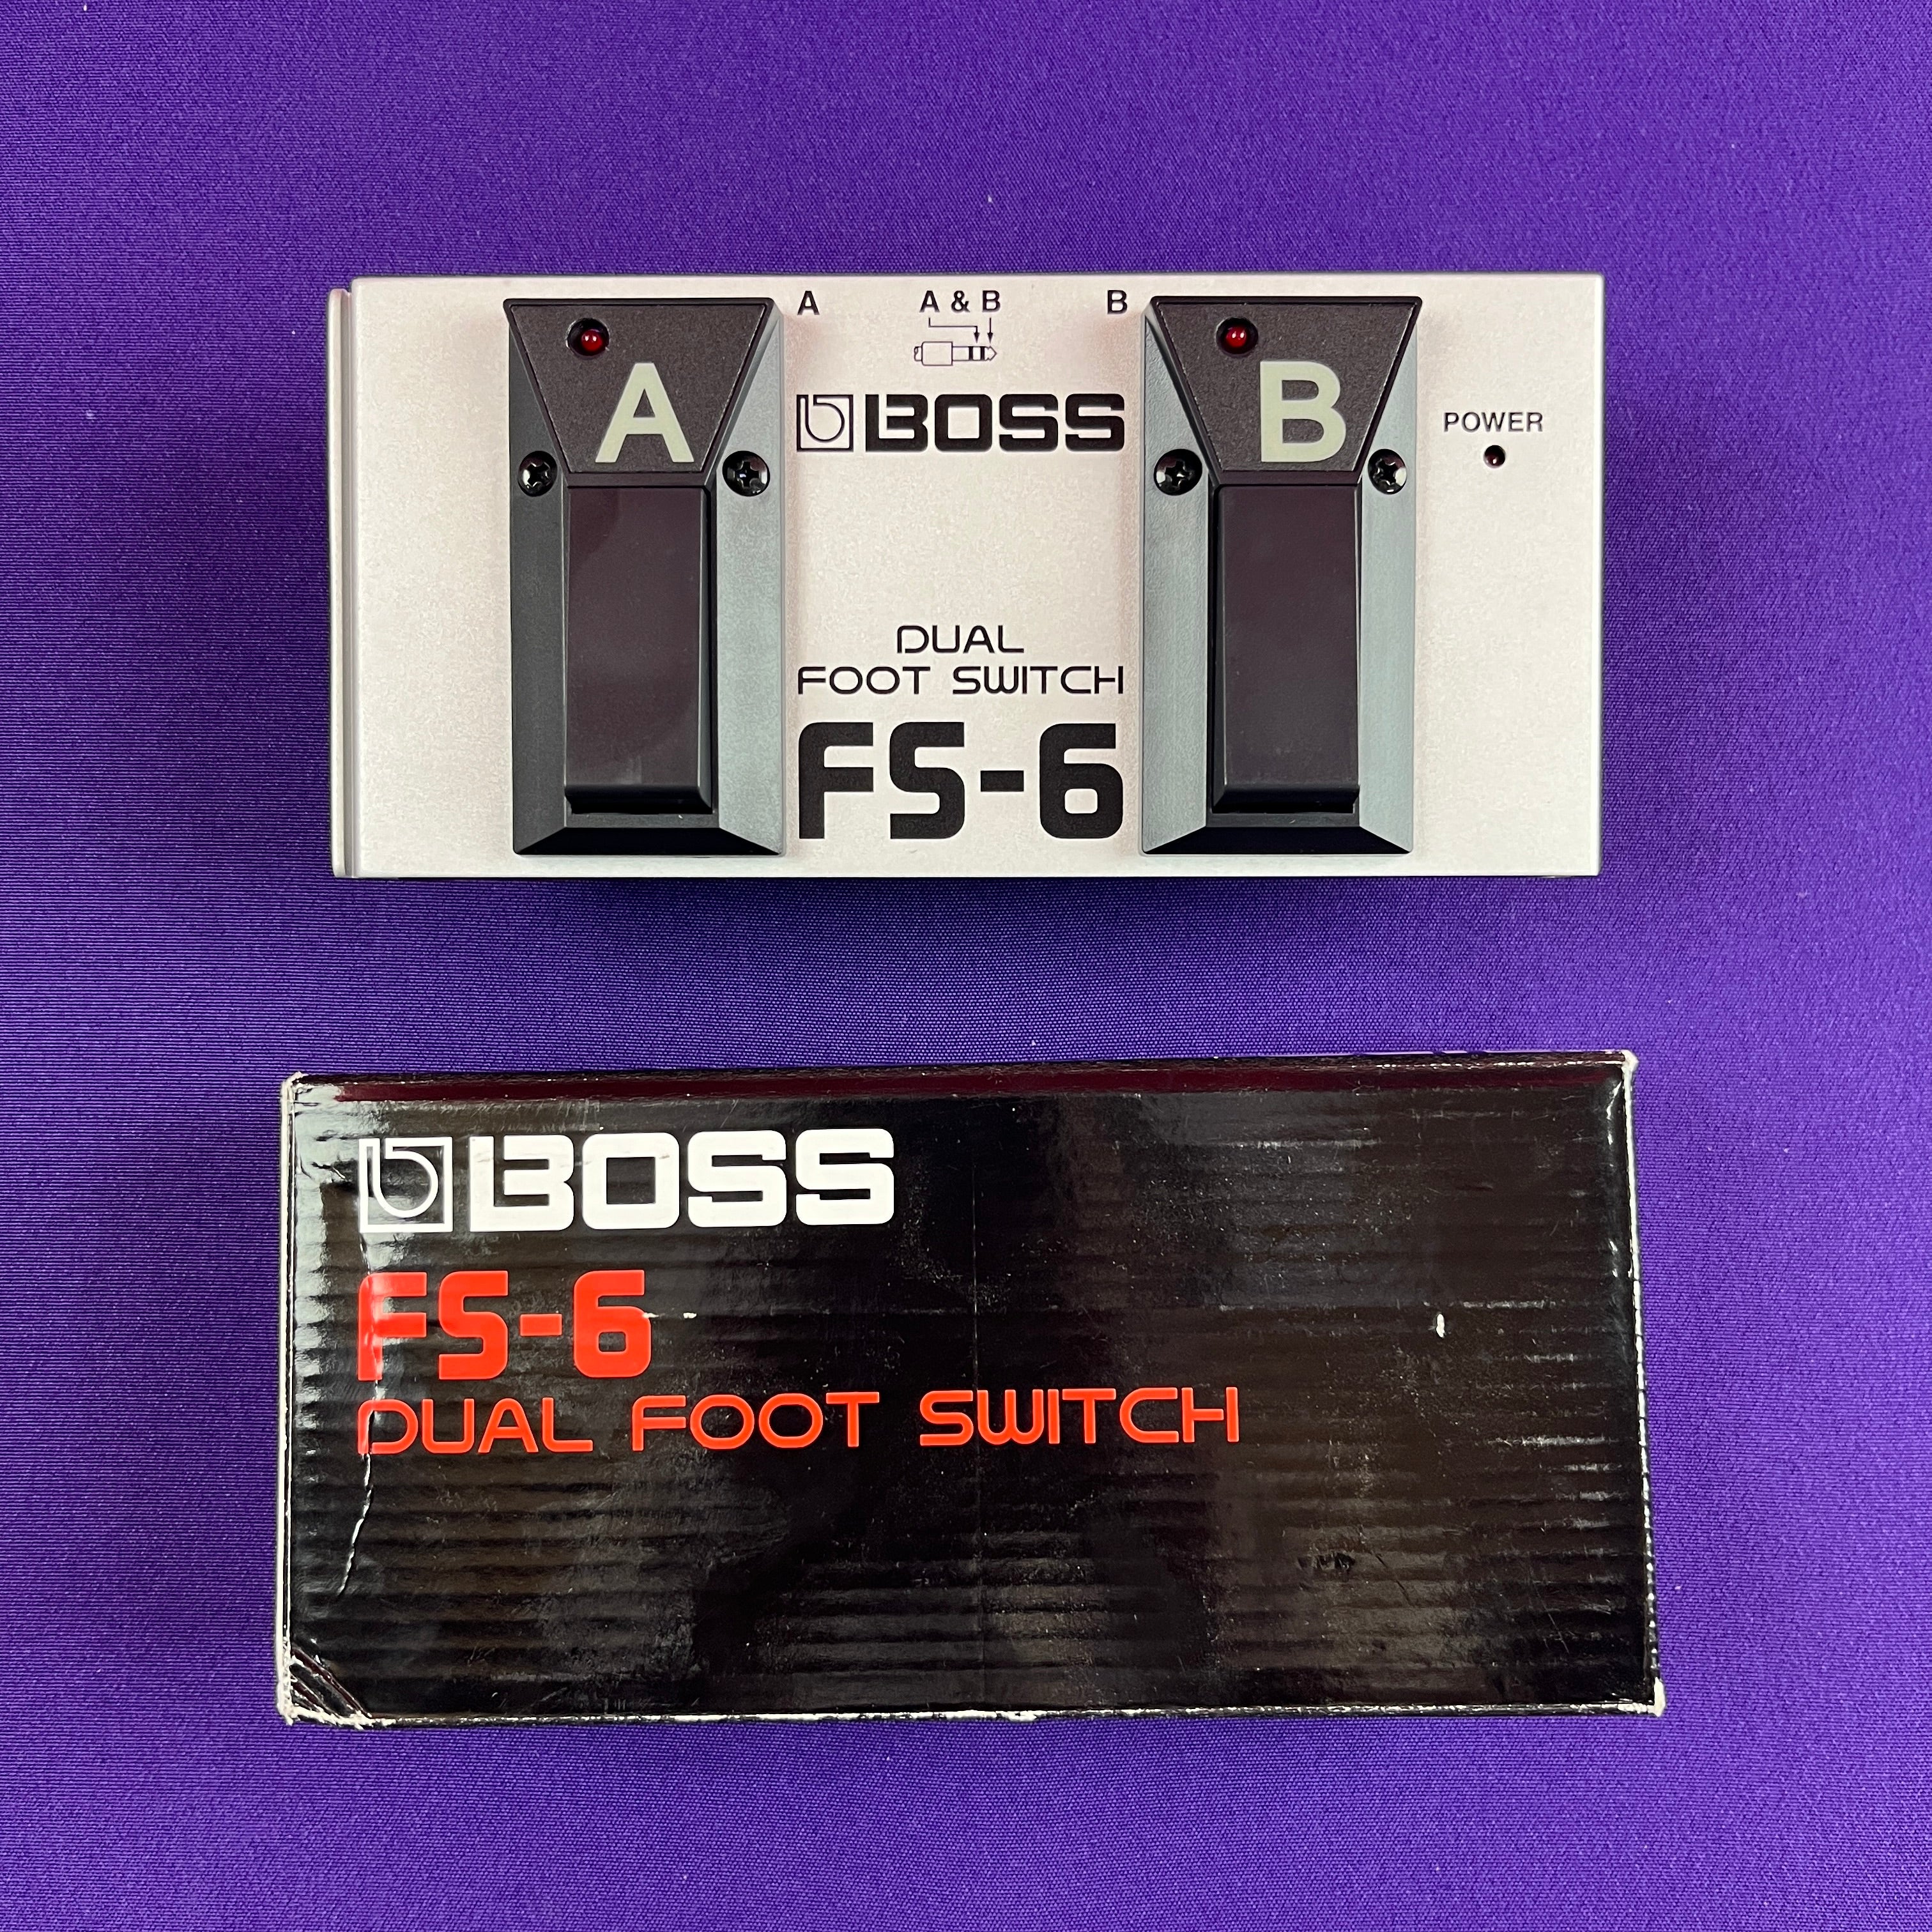 A A & B B
A
B
BOSS
POWER
DUAL
FOOT SWITCH
FS-6
BOSS
FS-6
DUAL FOOT SWITCH